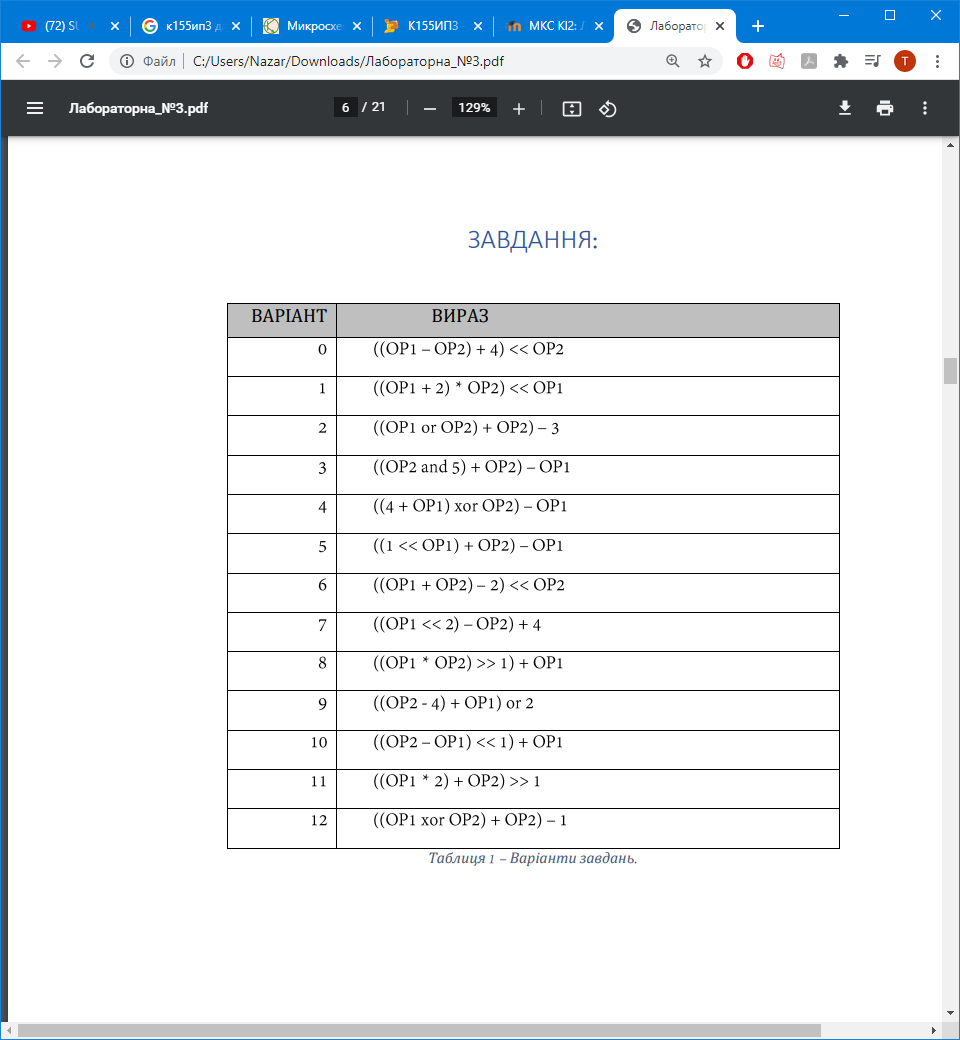 (72) SU
к155ип3 д
Микросхе
К155ИП3 -
МКС КІ2: Л
Лаборатор
Файл
C:/Users/Nazar/Downloads/Лабораторна_№3.pdf
T
Лабораторна_№3.pdf
6 / 21
129%
ЗАВДАННЯ:
ВАРІАНТ ВИРАЗ
0 ((OP1 – OP2) + 4) << OP2
1 ((OP1 + 2) * OP2) << OP1
2 ((OP1 or OP2) + OP2) – 3
3 ((OP2 and 5) + OP2) – OP1
4 ((4 + OP1) xor OP2) – OP1
5 ((1 << OP1) + OP2) – OP1
6 ((OP1 + OP2) – 2) << OP2
7 ((OP1 << 2) – OP2) + 4
8 ((OP1 * OP2) >> 1) + OP1
9 ((OP2 - 4) + OP1) or 2
10 ((OP2 – OP1) << 1) + OP1
11 ((OP1 * 2) + OP2) >> 1
12 ((OP1 xor OP2) + OP2) – 1
Таблиця 1 – Варіанти завдань.